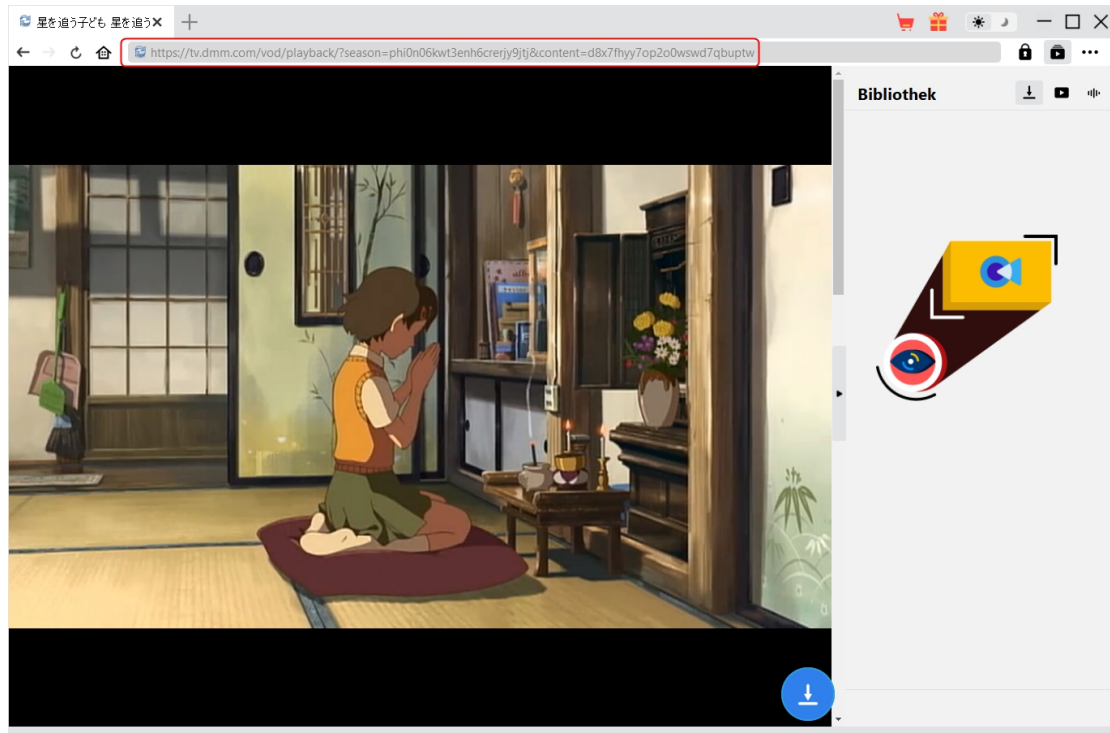 星を追う子ども 星を追う
https://tv.dmm.com/vod/playback/?season=phi0n06kwt3enh6crerjy9jtj&content=d8x7fhyy7op2o0wswd7qbuptw
Bibliothek